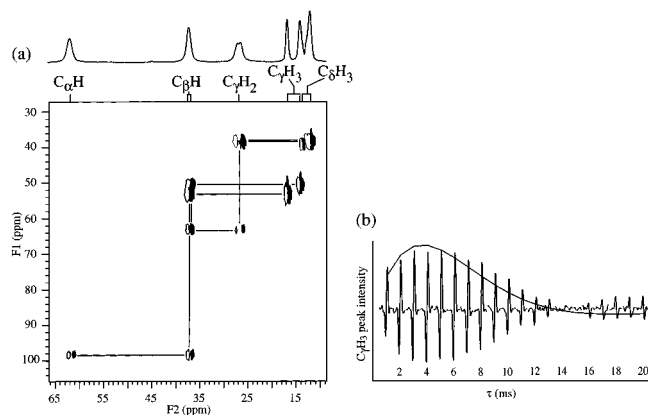 (a)
CαH CβH CγH2 CγH3 CδH3
30
40
50
60
70
80
90
100
F1 (ppm)
65 55 45 35 25 15
F2 (ppm)
(b)
CγH3 peak intensity
2 4 6 8 10 12 14 16 18 20
τ (ms)